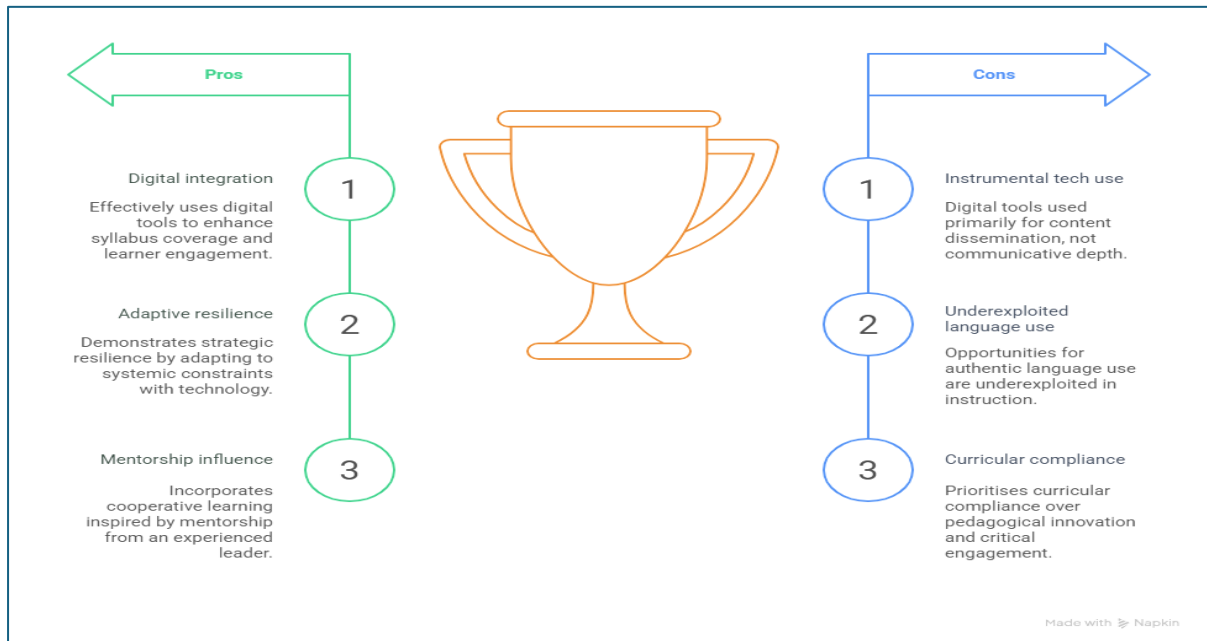 Pros
1
Digital integration
Effectively uses digital
tools to enhance
syllabus coverage and
learner engagement.
2
Adaptive resilience
Demonstrates strategic
resilience by adapting to
systemic constraints
with technology.
3
Mentorship influence
Incorporates
cooperative learning
inspired by mentorship
from an experienced
leader.
Cons
1
Instrumental tech use
Digital tools used
primarily for content
dissemination, not
communicative depth.
2
Underexploited
language use
Opportunities for
authentic language use
are underexploited in
instruction.
3
Curricular compliance
Prioritises curricular
compliance over
pedagogical innovation
and critical
engagement.
Made with Napkin